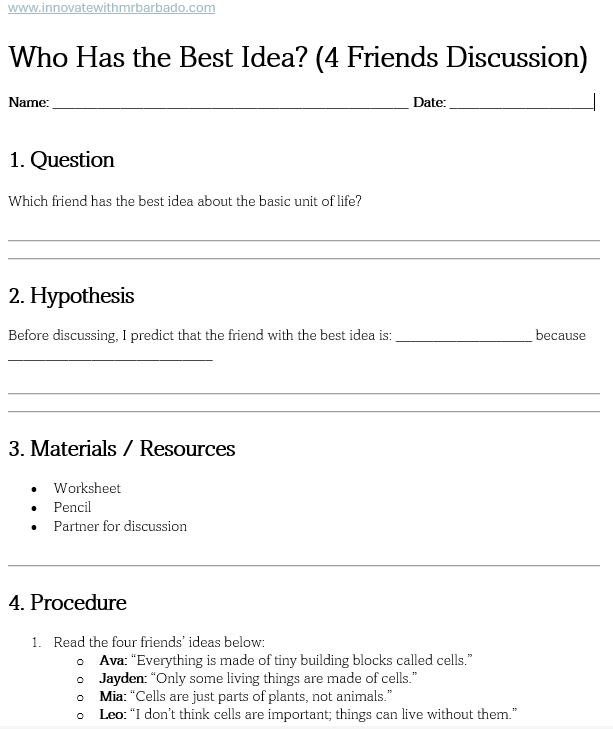 www.innovatewithmrbarbado.com
Who Has the Best Idea? (4 Friends Discussion)
Name: ________________________________________________ Date: ____________________
1. Question
Which friend has the best idea about the basic unit of life?
2. Hypothesis
Before discussing, I predict that the friend with the best idea is: __________________ because
___________________________
3. Materials / Resources
• Worksheet
• Pencil
• Partner for discussion
4. Procedure
1. Read the four friends’ ideas below:
o Ava: “Everything is made of tiny building blocks called cells.”
o Jayden: “Only some living things are made of cells.”
o Mia: “Cells are just parts of plants, not animals.”
o Leo: “I don’t think cells are important; things can live without them.”